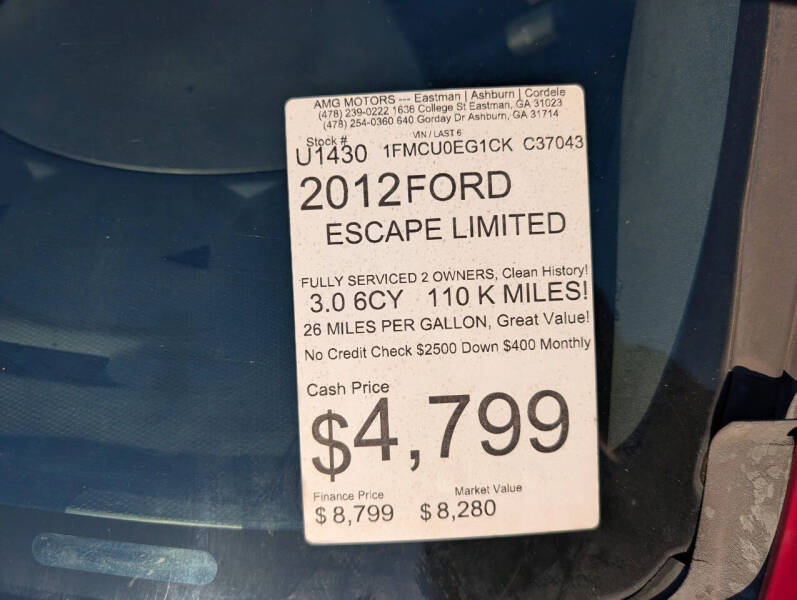 AMG MOTORS --- Eastman | Ashburn | Cordele
(478) 239-0222 1636 College St Eastman, GA 31023
(478) 254-0360 640 Gorday Dr Ashburn, GA 31714
Stock # VIN / LAST 6
U1430 1FMCU0EG1CK C37043
2012FORD
ESCAPE LIMITED
FULLY SERVICED 2 OWNERS, Clean History!
3.0 6CY 110 K MILES!
26 MILES PER GALLON, Great Value!
No Credit Check $2500 Down $400 Monthly
Cash Price
$4,799
Finance Price Market Value
$8,799 $8,280